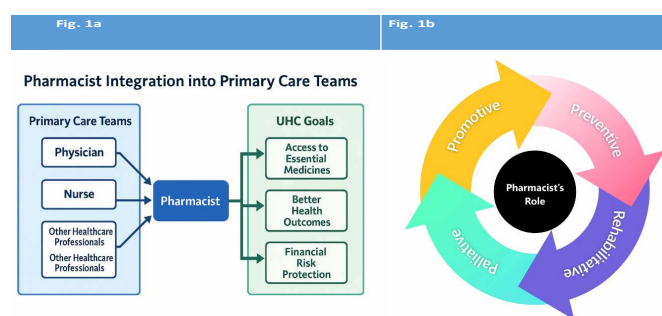 Fig. 1a
Fig. 1b
Pharmacist Integration into Primary Care Teams
Primary Care Teams
Physician
Nurse
Other Healthcare
Professionals
Other Healthcare
Professionals
Pharmacist
UHC Goals
Access to
Essential
Medicines
Better
Health
Outcomes
Financial
Risk
Protection
Promotive
Preventive
Rehabilitative
Palliative
Pharmacist's
Role